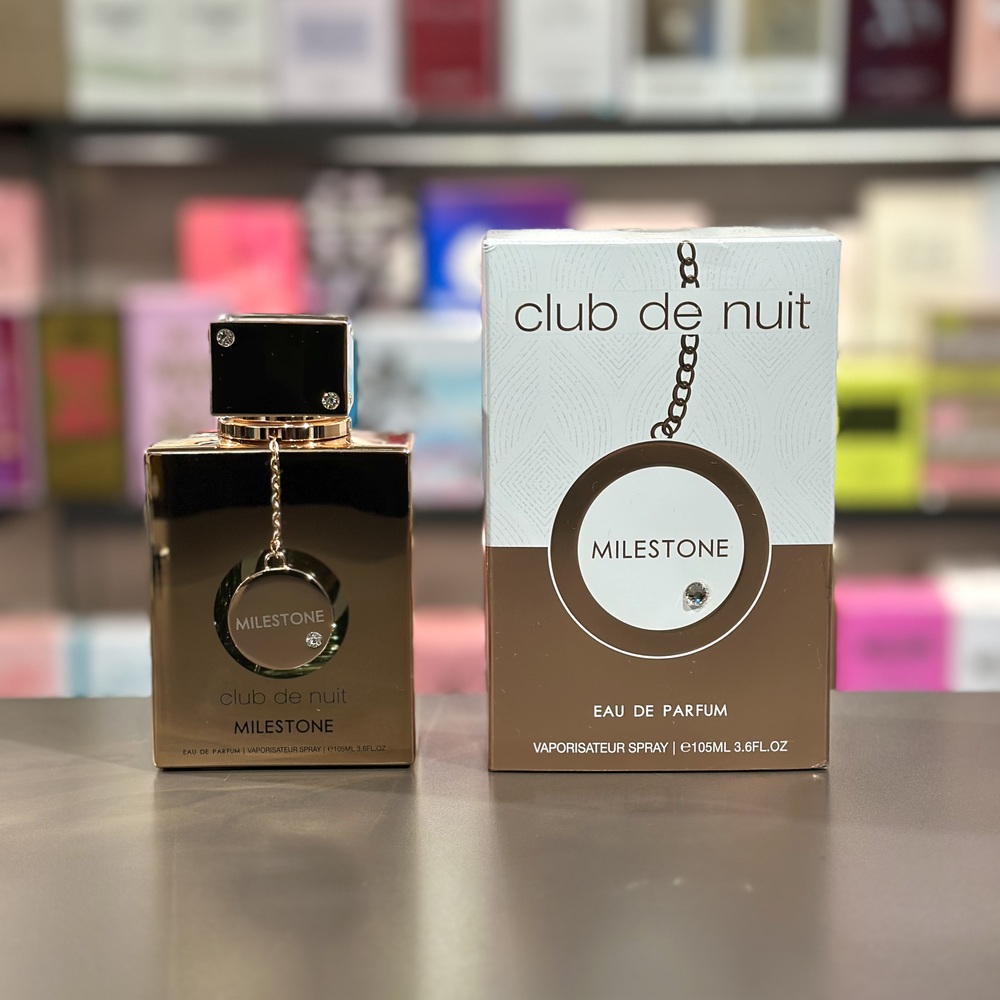 MILESTONE
club de nuit
MILESTONE
EAU DE PARFUM | VAPORISATEUR SPRAY | ℮105ML 3.6FL.OZ
club de nuit
MILESTONE
EAU DE PARFUM
VAPORISATEUR SPRAY | ℮105ML 3.6FL.OZ